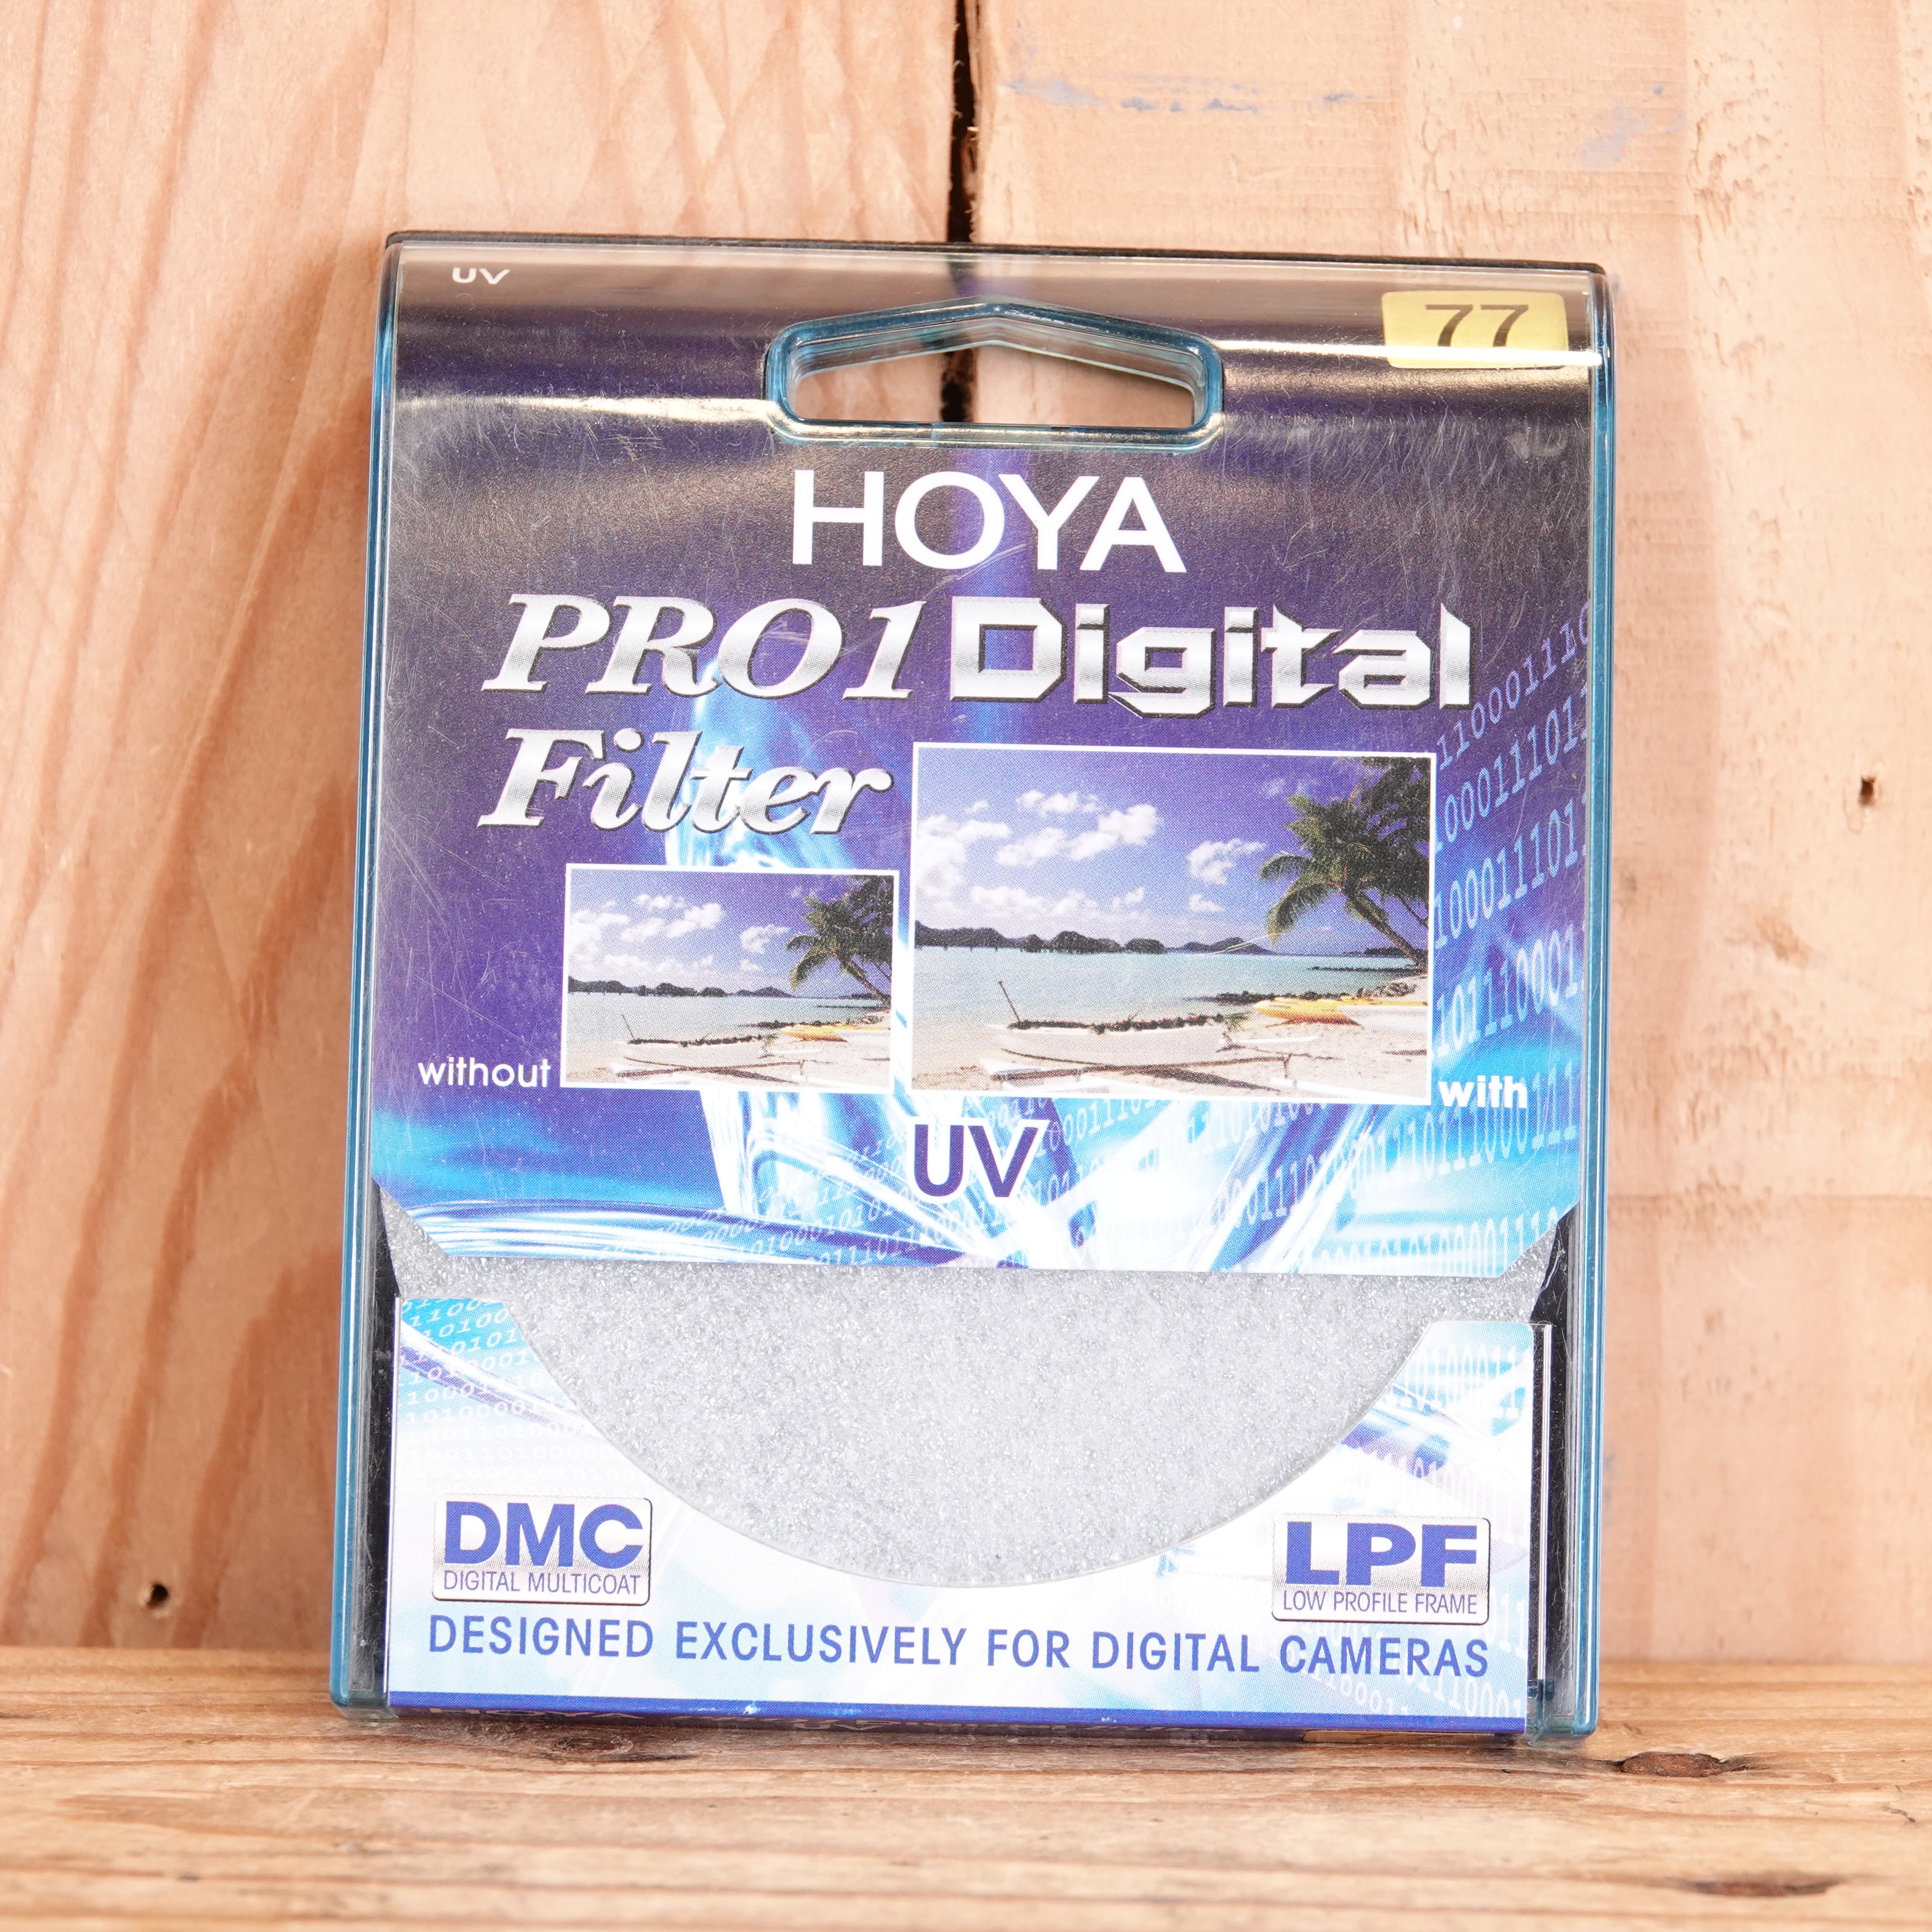 UV
77
HOYA
PRO1 Digital
Filter
without
with
UV
DMC
DIGITAL MULTICOAT
LPF
LOW PROFILE FRAME
DESIGNED EXCLUSIVELY FOR DIGITAL CAMERAS